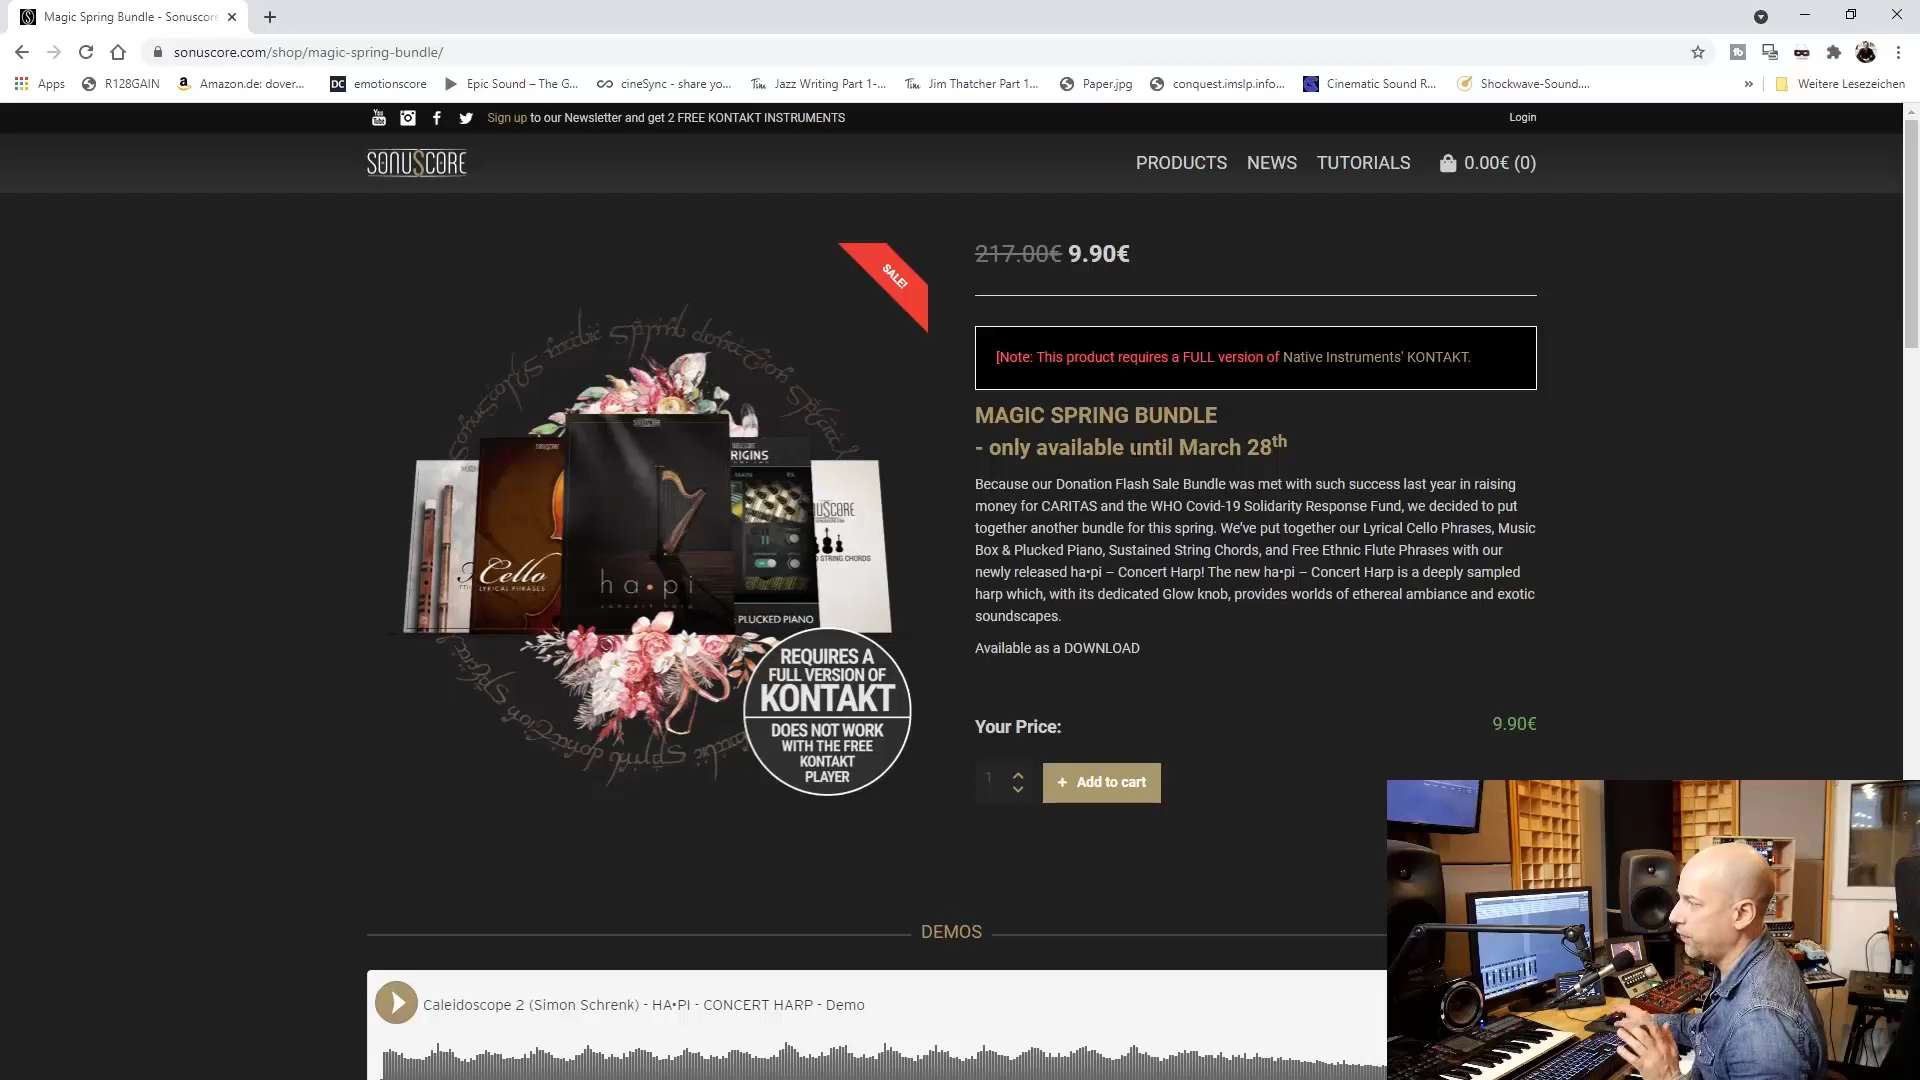 Magic Spring Bundle - Sonuscore
sonuscore.com/shop/magic-spring-bundle/
Apps
R128GAIN
Amazon.de: dover...
DC
emotionscore
Epic Sound – The G...
cineSync - share yo...
Jazz Writing Part 1-...
Jim Thatcher Part 1...
Paper.jpg
conquest.imslp.info...
Cinematic Sound R...
Shockwave-Sound....
»
Weitere Lesezeichen
Sign up to our Newsletter and get 2 FREE KONTAKT INSTRUMENTS
Login
SONUSCORE
PRODUCTS NEWS TUTORIALS 0.00€ (0)
SALE!
217.00€ 9.90€
[Note: This product requires a FULL version of Native Instruments' KONTAKT.
MAGIC SPRING BUNDLE
- only available until March 28th
Because our Donation Flash Sale Bundle was met with such success last year in raising
money for CARITAS and the WHO Covid-19 Solidarity Response Fund, we decided to put
together another bundle for this spring. We've put together our Lyrical Cello Phrases, Music
Box & Plucked Piano, Sustained String Chords, and Free Ethnic Flute Phrases with our
newly released ha•pi – Concert Harp! The new ha•pi – Concert Harp is a deeply sampled
harp which, with its dedicated Glow knob, provides worlds of ethereal ambiance and exotic
soundscapes.
Available as a DOWNLOAD
Your Price:
9.90€
1
+ Add to cart
Cello
LYRICAL PHRASES
ha•pi
concert harp
RIGINS
PLUCKED PIANO
USCORE
STRING CHORDS
REQUIRES A
FULL VERSION OF
KONTAKT
DOES NOT WORK
WITH THE FREE
KONTAKT
PLAYER
DEMOS
Caleidoscope 2 (Simon Schrenk) - HA•PI - CONCERT HARP - Demo